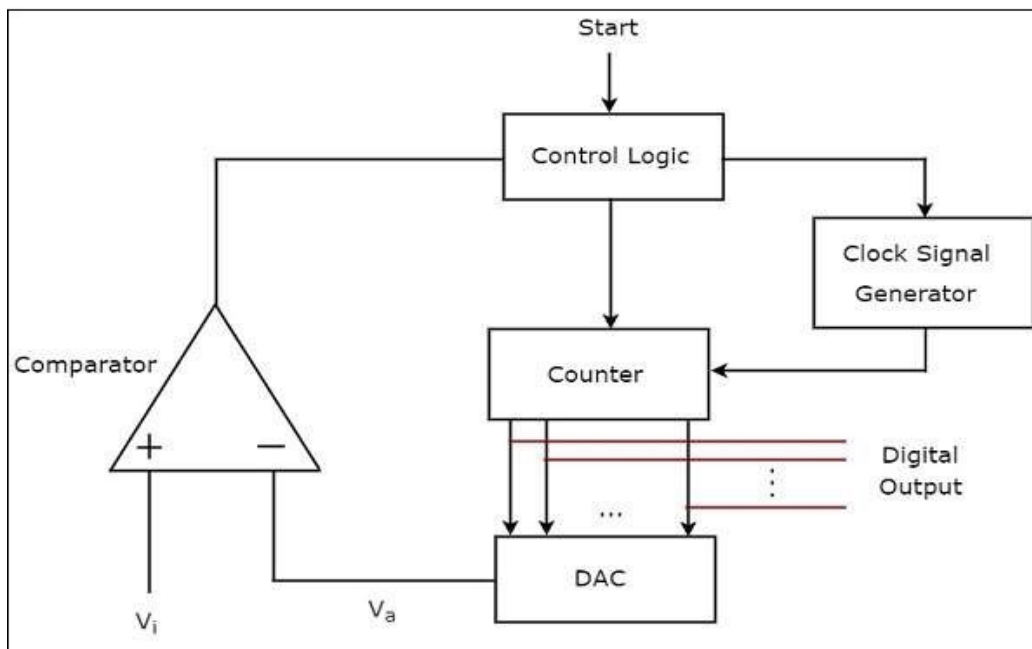 Start
Control Logic
Clock Signal
Generator
Comparator
Counter
+
−
Digital
Output
⋮
...
DAC
Vi
Va